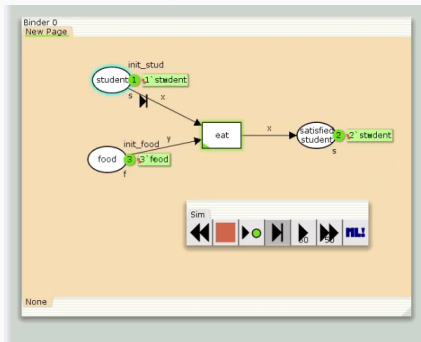 Binder 0
New Page
init_stud
student 1 1`student
s
x
eat
x
satisfied
student
2 2`student
s
init_food
y
food 3 3`food
f
Sim
50
50
ML!
None